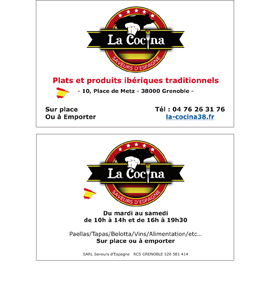 La Cocina
SAVEURS D'ESPAGNE
Plats et produits ibériques traditionnels
- 10, Place de Metz - 38000 Grenoble -
Sur place
Ou à Emporter
Tél : 04 76 26 31 76
la-cocina38.fr
La Cocina
SAVEURS D'ESPAGNE
Du mardi au samedi
de 10h à 14h et de 16h à 19h30
Paellas/Tapas/Belotta/Vins/Alimentation/etc...
Sur place ou à emporter
SARL Saveurs d'Espagne RCS GRENOBLE 529 581 414